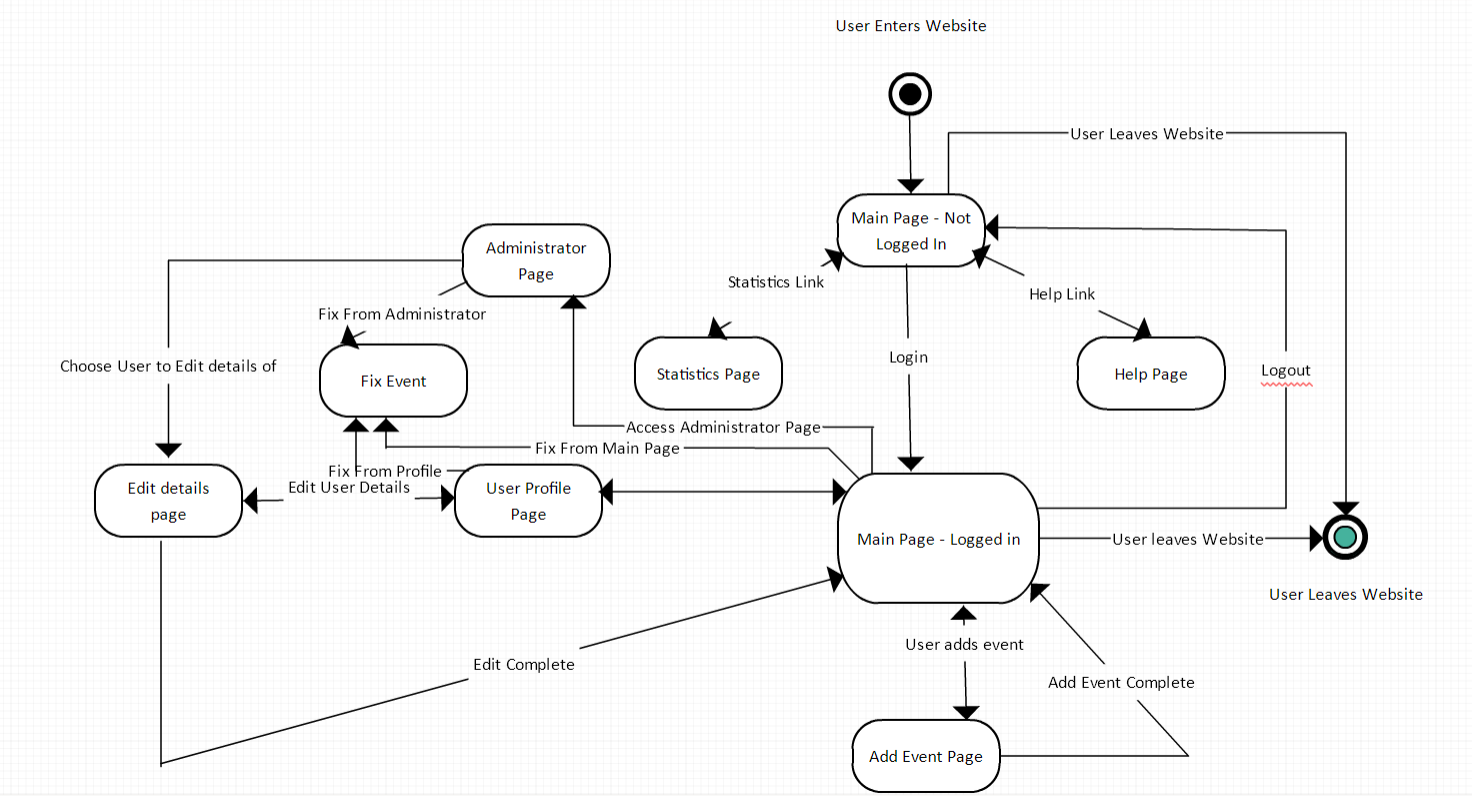 User Enters Website
User Leaves Website
Main Page - Not
Logged In
Administrator
Page
Statistics Link
Help Link
Fix From Administrator
Login
Choose User to Edit details of
Fix Event
Statistics Page
Help Page
Logout
Access Administrator Page
Fix From Main Page
Fix From Profile
Edit User Details
Edit details
page
User Profile
Page
Main Page - Logged in
User leaves Website
User Leaves Website
User adds event
Edit Complete
Add Event Complete
Add Event Page